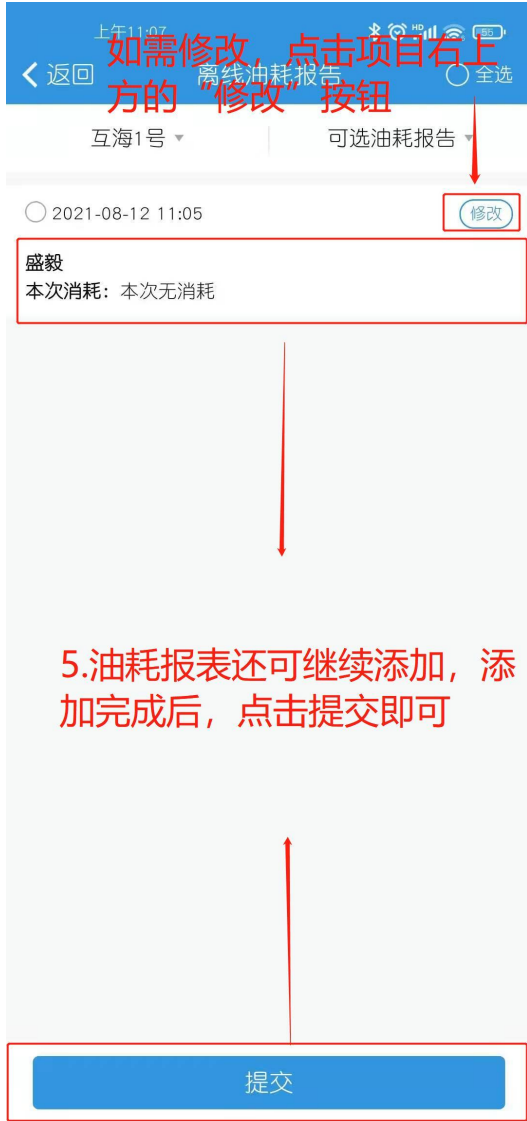 上午11:07
HD
55
如需修改，点击项目右上
方的“修改”按钮
返回
离线油耗报告
全选
互海1号
可选油耗报告
2021-08-12 11:05
修改
盛毅
本次消耗：本次无消耗
5.油耗报表还可继续添加，添
加完成后，点击提交即可
提交